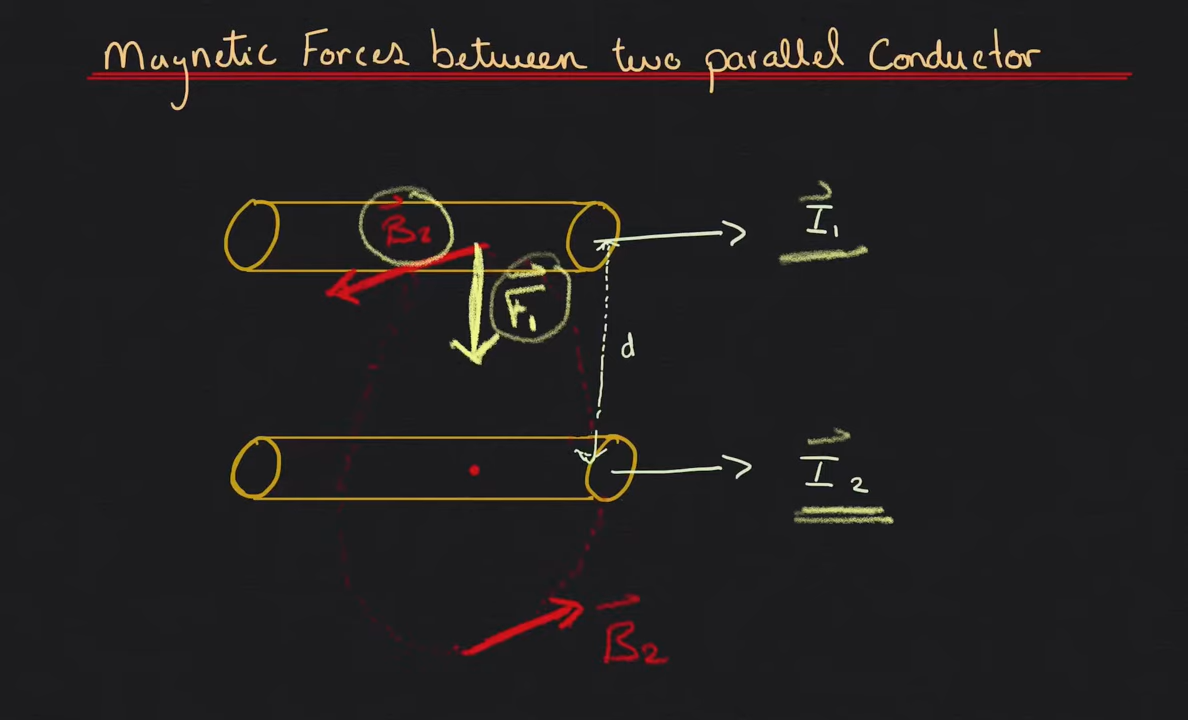 Magnetic Forces between two parallel Conductor
B₂
I₁
F₁
d
I₂
B₂